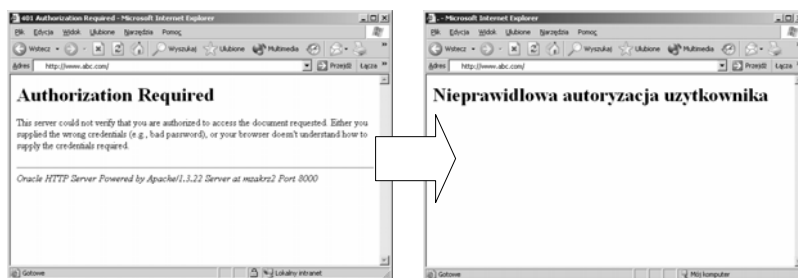 401 Authorization Required - Microsoft Internet Explorer
Plik Edycja Widok Ulubione Narzędzia Pomoc
Wstecz Wyszukaj Ulubione Multimedia
Adres http://www.abc.com/ Przejdź Łącza
Authorization Required
This server could not verify that you are authorized to access the document requested. Either you
supplied the wrong credentials (e.g., bad password), or your browser doesn't understand how to
supply the credentials required.
Oracle HTTP Server Powered by Apache/1.3.22 Server at mzakrz2 Port 8000
Gotowe Lokalny intranet
. - Microsoft Internet Explorer
Plik Edycja Widok Ulubione Narzędzia Pomoc
Wstecz Wyszukaj Ulubione Multimedia
Adres http://www.abc.com/ Przejdź Łącza
Nieprawidlowa autoryzacja uzytkownika
Gotowe Mój komputer